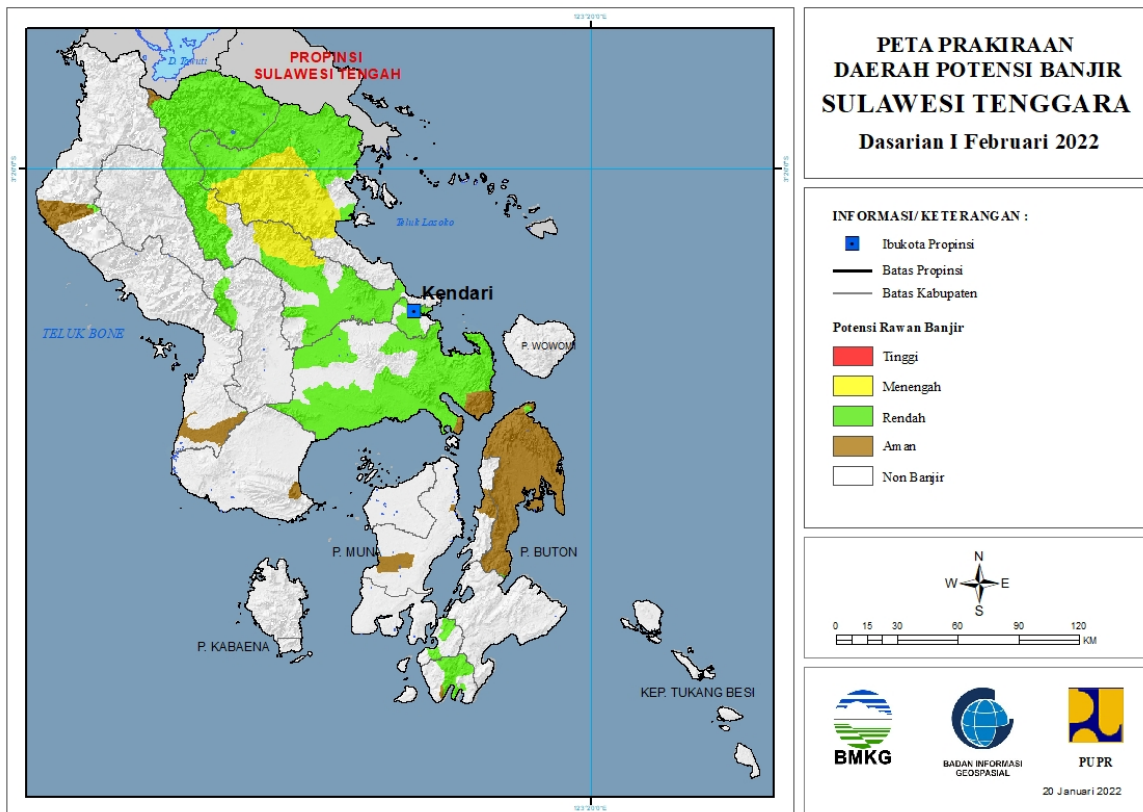 PETA PRAKIRAAN
DAERAH POTENSI BANJIR
SULAWESI TENGGARA
Dasarian I Februari 2022
INFORMASI/ KETERANGAN :
Ibukota Propinsi
Batas Propinsi
Batas Kabupaten
Potensi Rawan Banjir
Tinggi
Menengah
Rendah
Aman
Non Banjir
N
W E
S
0 15 30 60 90 120
KM
BMKG
BADAN INFORMASI
GEOSPASIAL
PUPR
20 Januari 2022
PROPINSI
SULAWESI TENGAH
Teluk Lasoko
Kendari
TELUK BONE
P. WOWONI
P. MUNA
P. BUTON
P. KABAENA
KEP. TUKANG BESI